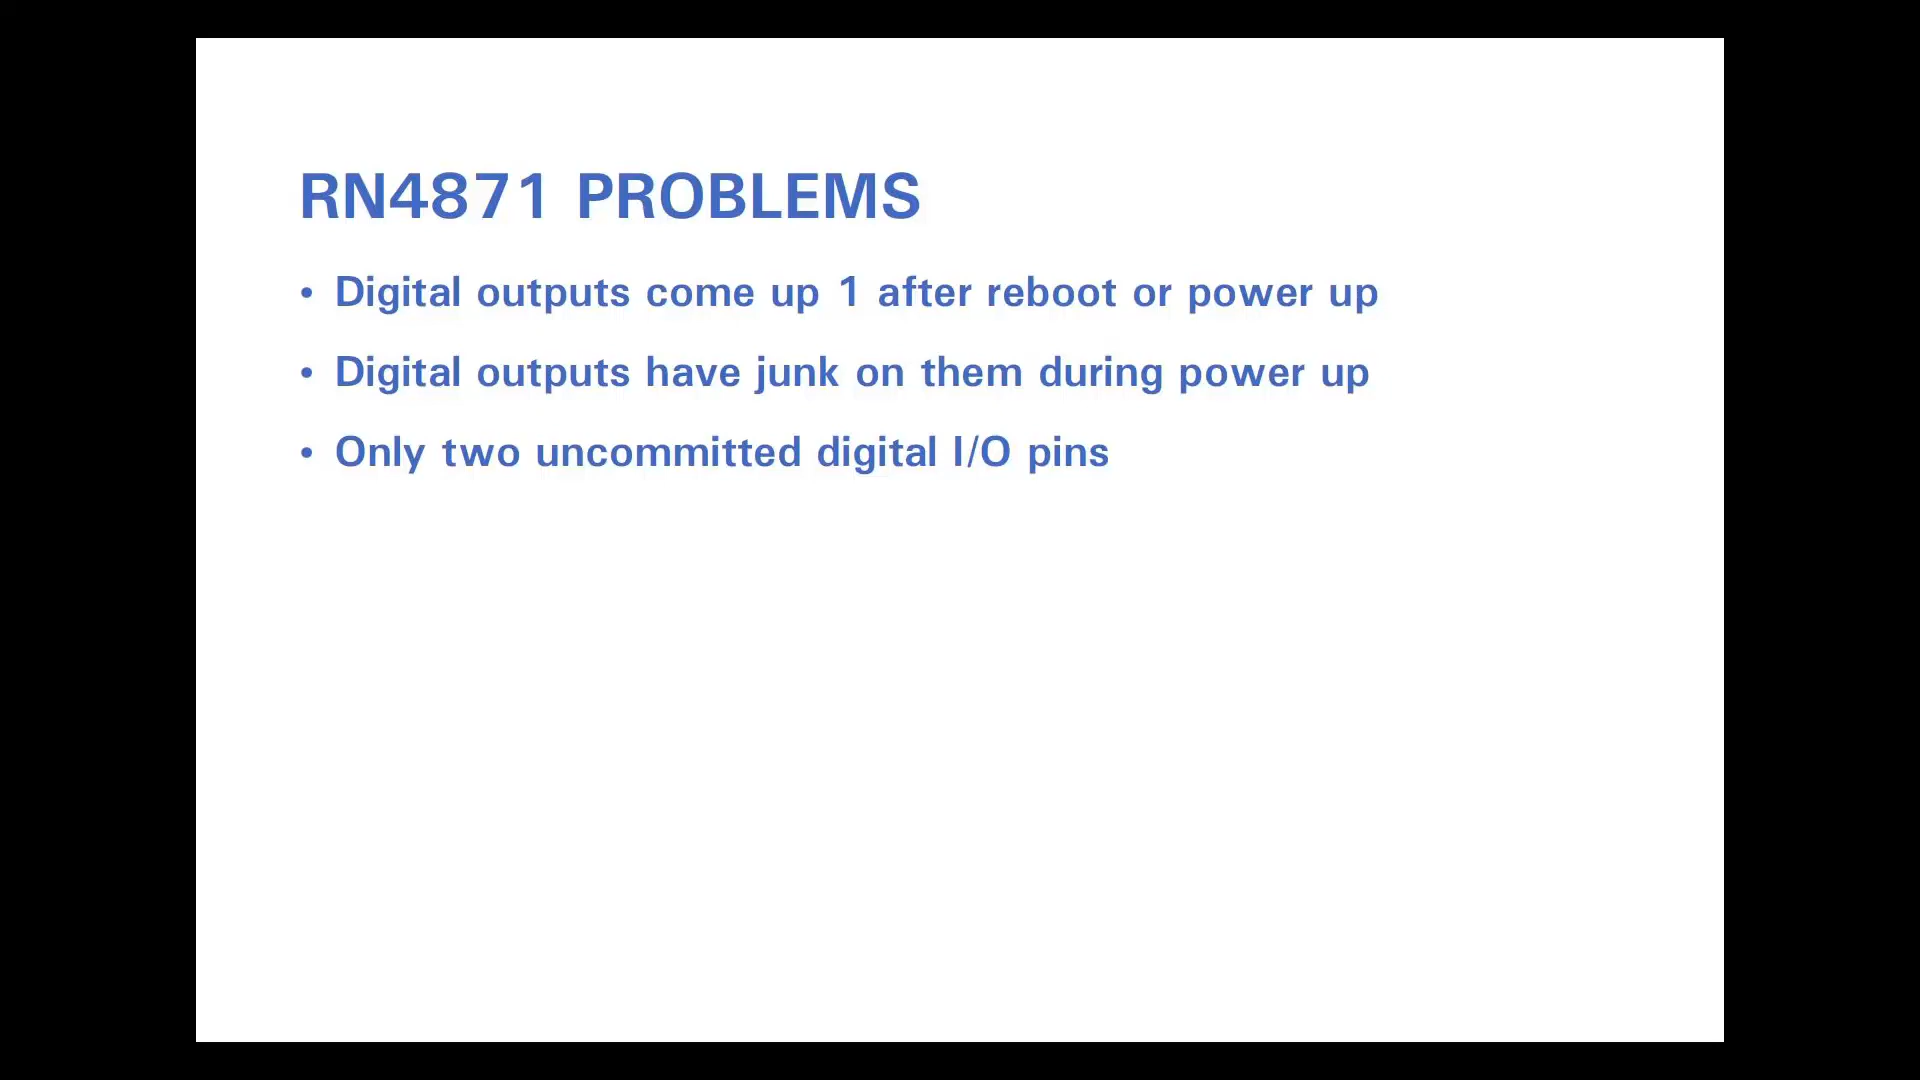 RN4871 PROBLEMS
• Digital outputs come up 1 after reboot or power up
• Digital outputs have junk on them during power up
• Only two uncommitted digital I/O pins